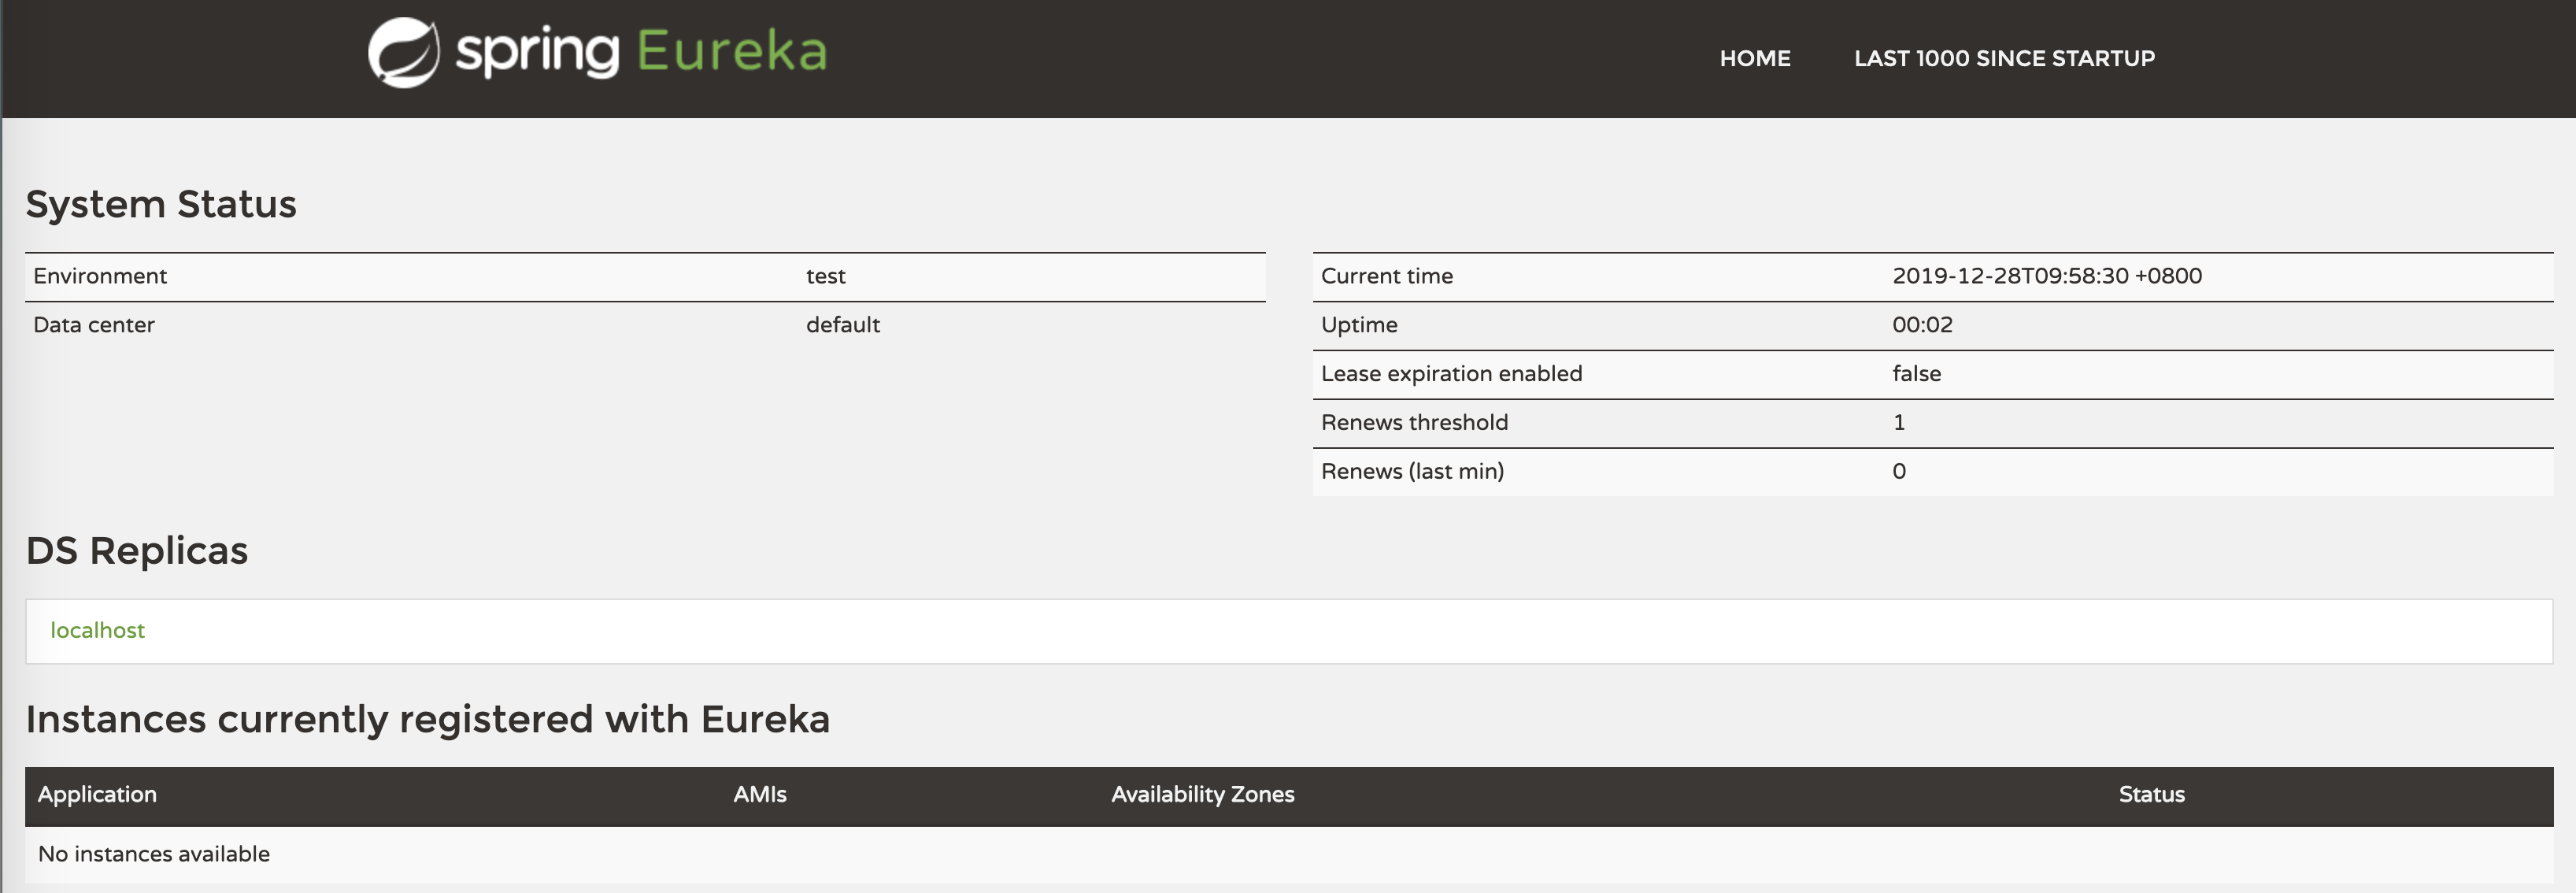 spring Eureka
HOME LAST 1000 SINCE STARTUP
System Status
Environment test
Data center default
Current time 2019-12-28T09:58:30 +0800
Uptime 00:02
Lease expiration enabled false
Renews threshold 1
Renews (last min) 0
DS Replicas
localhost
Instances currently registered with Eureka
Application AMIs Availability Zones Status
No instances available